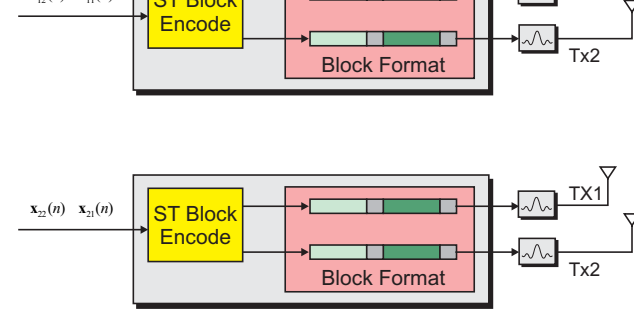 ST Block
Encode
Block Format
Tx2
x₂₂(n) x₂₁(n)
ST Block
Encode
Block Format
TX1
Tx2